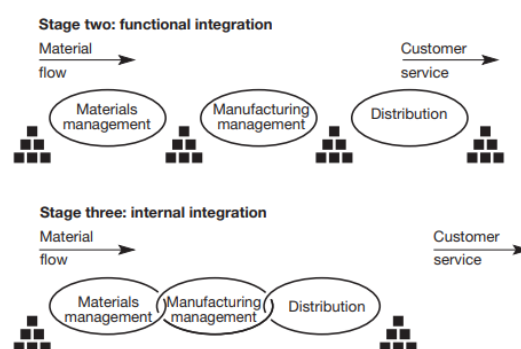 Stage two: functional integration
Material
flow
Customer
service
Materials
management
Manufacturing
management
Distribution
Stage three: internal integration
Material
flow
Customer
service
Materials
management
Manufacturing
management
Distribution